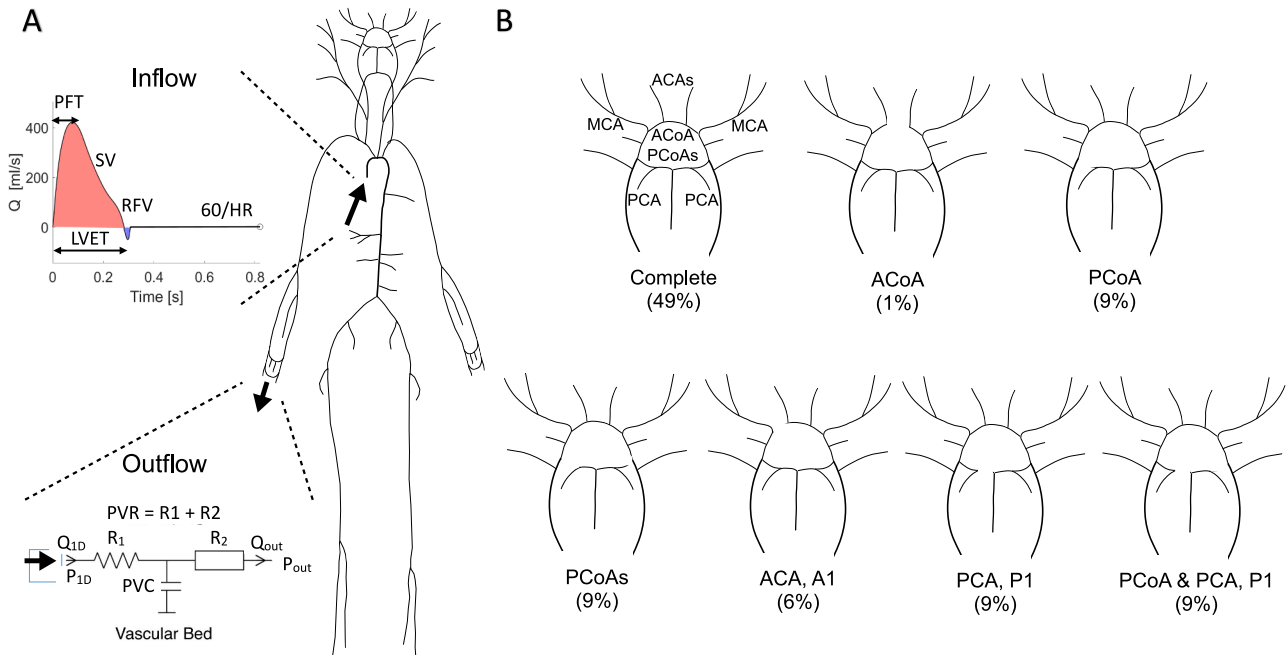 A
Inflow
PFT
400
SV
200
Q [ml/s]
RFV
60/HR
0
LVET
0
0.2
0.4
0.6
0.8
Time [s]
Outflow
PVR = R1 + R2
Q1D
R1
R2
Qout
P1D
Pout
PVC
Vascular Bed
B
ACAs
MCA
ACoA
MCA
PCoAs
PCA
PCA
Complete
(49%)
ACoA
(1%)
PCoA
(9%)
PCoAs
(9%)
ACA, A1
(6%)
PCA, P1
(9%)
PCoA & PCA, P1
(9%)